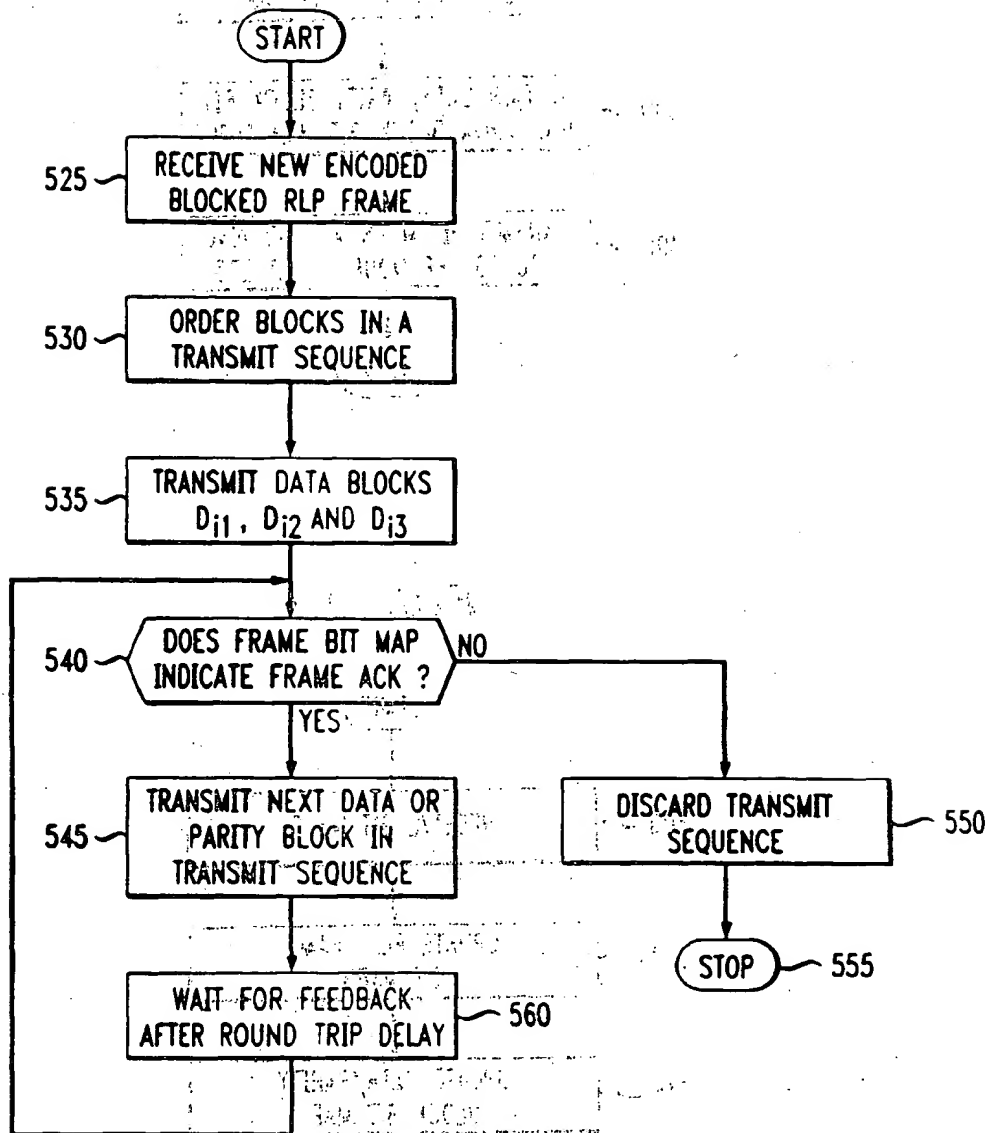 START
525
RECEIVE NEW ENCODED
BLOCKED RLP FRAME
530
ORDER BLOCKS IN A
TRANSMIT SEQUENCE
535
TRANSMIT DATA BLOCKS
Di1, Di2 AND Di3
540
DOES FRAME BIT MAP
INDICATE FRAME ACK ?
NO
YES
545
TRANSMIT NEXT DATA OR
PARITY BLOCK IN
TRANSMIT SEQUENCE
DISCARD TRANSMIT
SEQUENCE
550
STOP
555
WAIT FOR FEEDBACK
AFTER ROUND TRIP DELAY
560